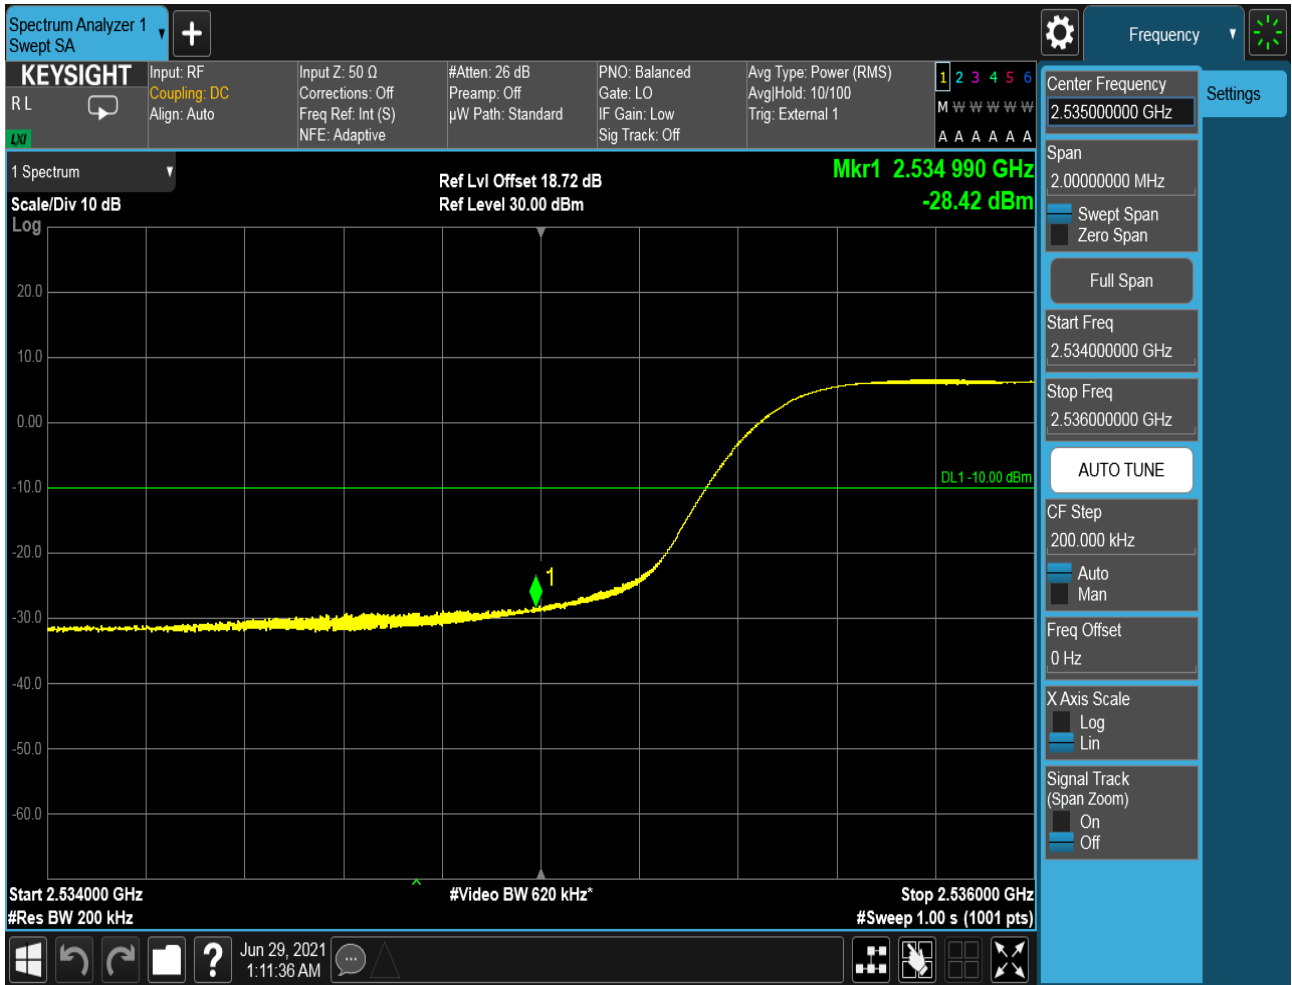 Spectrum Analyzer 1
Swept SA
Frequency
KEYSIGHT
R L
LXI
Input: RF
Coupling: DC
Align: Auto
Input Z: 50 Ω
Corrections: Off
Freq Ref: Int (S)
NFE: Adaptive
#Atten: 26 dB
Preamp: Off
µW Path: Standard
PNO: Balanced
Gate: LO
IF Gain: Low
Sig Track: Off
Avg Type: Power (RMS)
Avg|Hold: 10/100
Trig: External 1
1 2 3 4 5 6
M W W W W W
A A A A A A
1 Spectrum
Scale/Div 10 dB
Log
Ref Lvl Offset 18.72 dB
Ref Level 30.00 dBm
Mkr1 2.534 990 GHz
-28.42 dBm
20.0
10.0
0.00
-10.0
-20.0
-30.0
-40.0
-50.0
-60.0
DL1 -10.00 dBm
1
Start 2.534000 GHz
#Res BW 200 kHz
#Video BW 620 kHz*
Stop 2.536000 GHz
#Sweep 1.00 s (1001 pts)
Jun 29, 2021
1:11:36 AM
Center Frequency
2.535000000 GHz
Settings
Span
2.00000000 MHz
Swept Span
Zero Span
Full Span
Start Freq
2.534000000 GHz
Stop Freq
2.536000000 GHz
AUTO TUNE
CF Step
200.000 kHz
Auto
Man
Freq Offset
0 Hz
X Axis Scale
Log
Lin
Signal Track
(Span Zoom)
On
Off